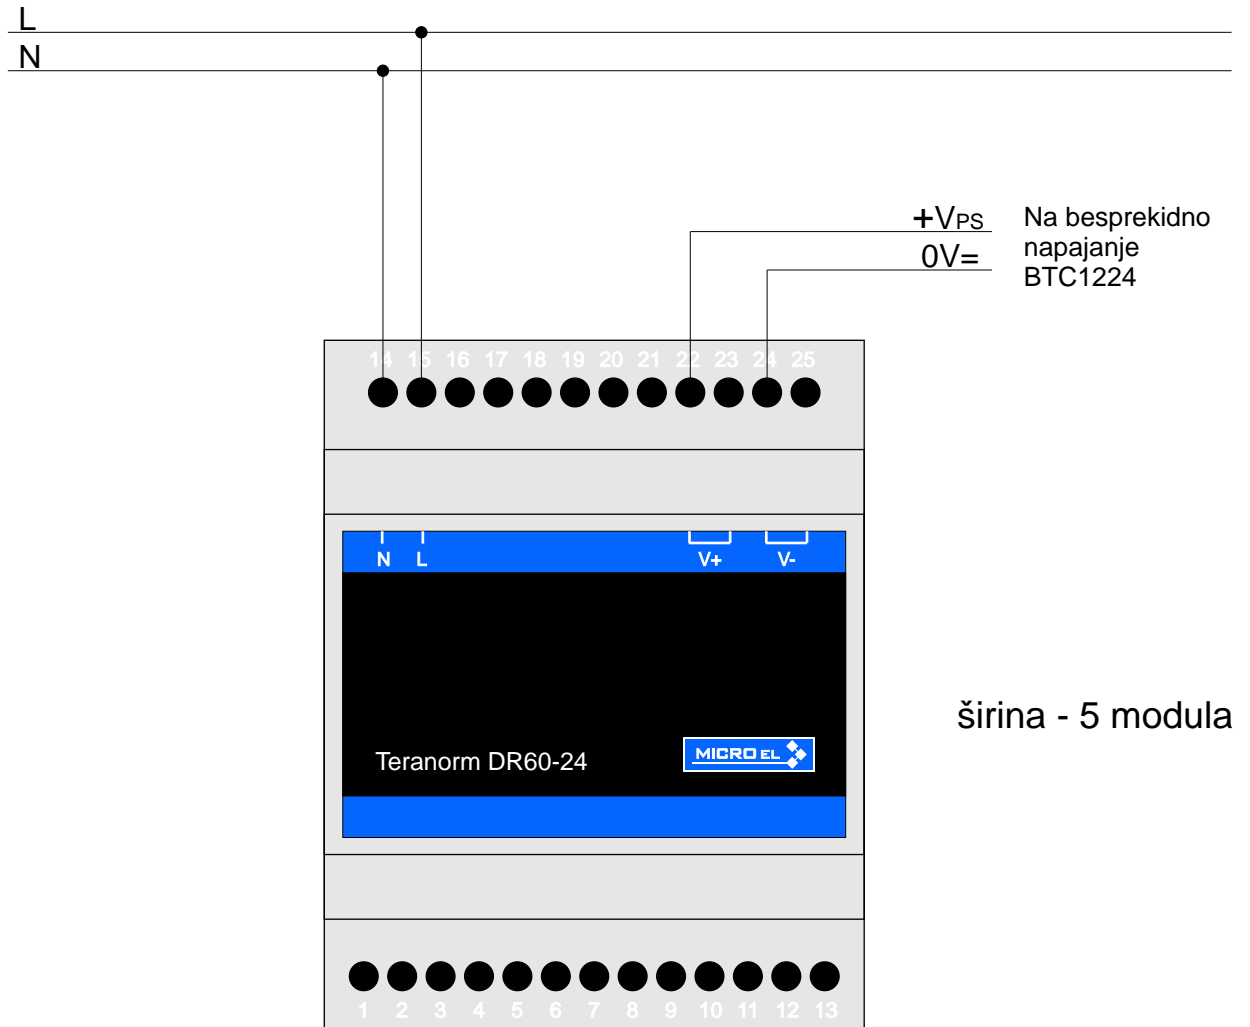 L
N
+VPS
0V=
Na besprekidno
napajanje
BTC1224
14 15 16 17 18 19 20 21 22 23 24 25
N L V+ V-
širina - 5 modula
Teranorm DR60-24
MICRO EL
1 2 3 4 5 6 7 8 9 10 11 12 13